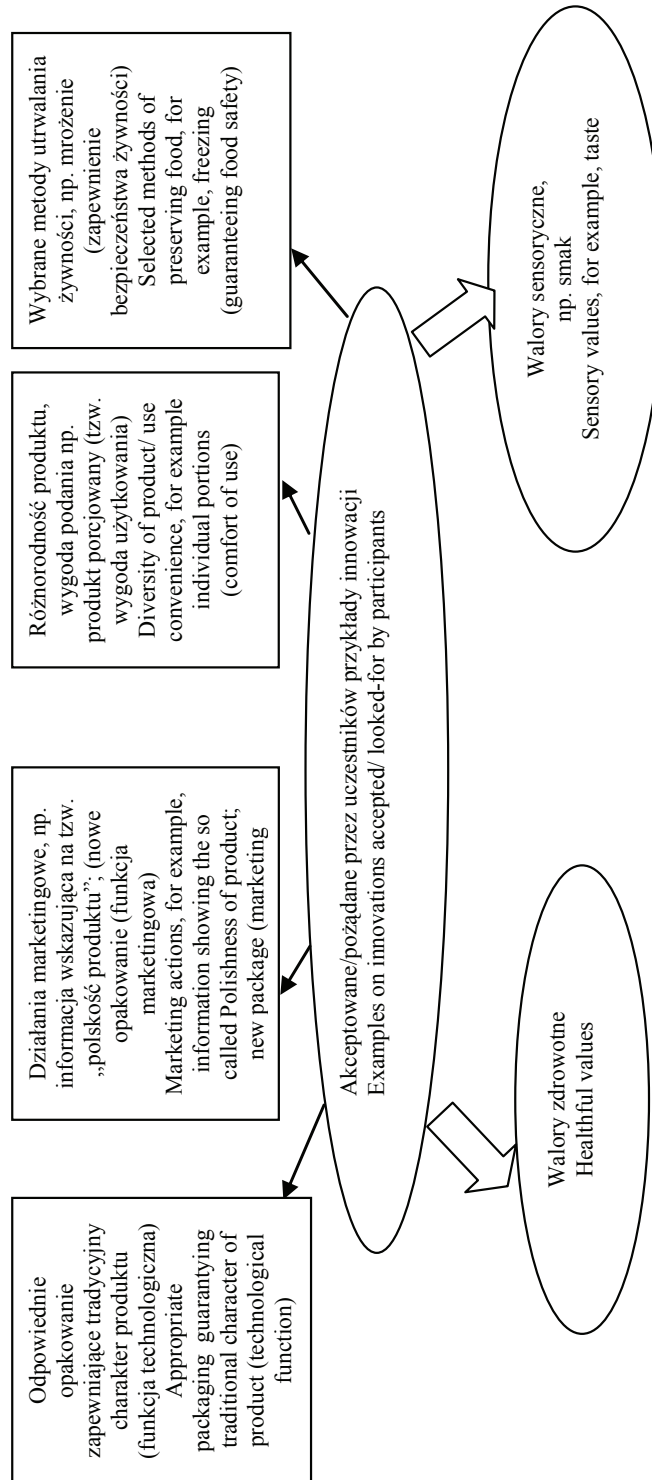 Odpowiednie
opakowanie
zapewniające tradycyjny
charakter produktu
(funkcja technologiczna)
Appropriate
packaging guarantying
traditional character of
product (technological
function)
Działania marketingowe, np.
informacja wskazująca na tzw.
„polskość produktu”; (nowe
opakowanie (funkcja
marketingowa)
Marketing actions, for example,
information showing the so
called Polishness of product;
new package (marketing
Różnorodność produktu,
wygoda podania np.
produkt porcjowany (tzw.
wygoda użytkowania)
Diversity of product/ use
convenience, for example
individual portions
(comfort of use)
Wybrane metody utrwalania
żywności, np. mrożenie
(zapewnienie
bezpieczeństwa żywności)
Selected methods of
preserving food, for
example, freezing
(guaranteeing food safety)
Akceptowane/pożądane przez uczestników przykłady innowacji
Examples on innovations accepted/ looked-for by participants
Walory zdrowotne
Healthful values
Walory sensoryczne,
np. smak
Sensory values, for example, taste